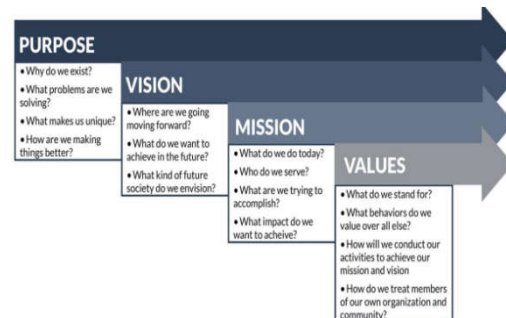 PURPOSE
• Why do we exist?
• What problems are we
solving?
• What makes us unique?
• How are we making
things better?
VISION
• Where are we going
moving forward?
• What do we want to
achieve in the future?
• What kind of future
society do we envision?
MISSION
• What do we do today?
• Who do we serve?
• What are we trying to
accomplish?
• What impact do we
want to acheive?
VALUES
• What do we stand for?
• What behaviors do we
value over all else?
• How will we conduct our
activities to achieve our
mission and vision
• How do we treat members
of our own organization and
community?